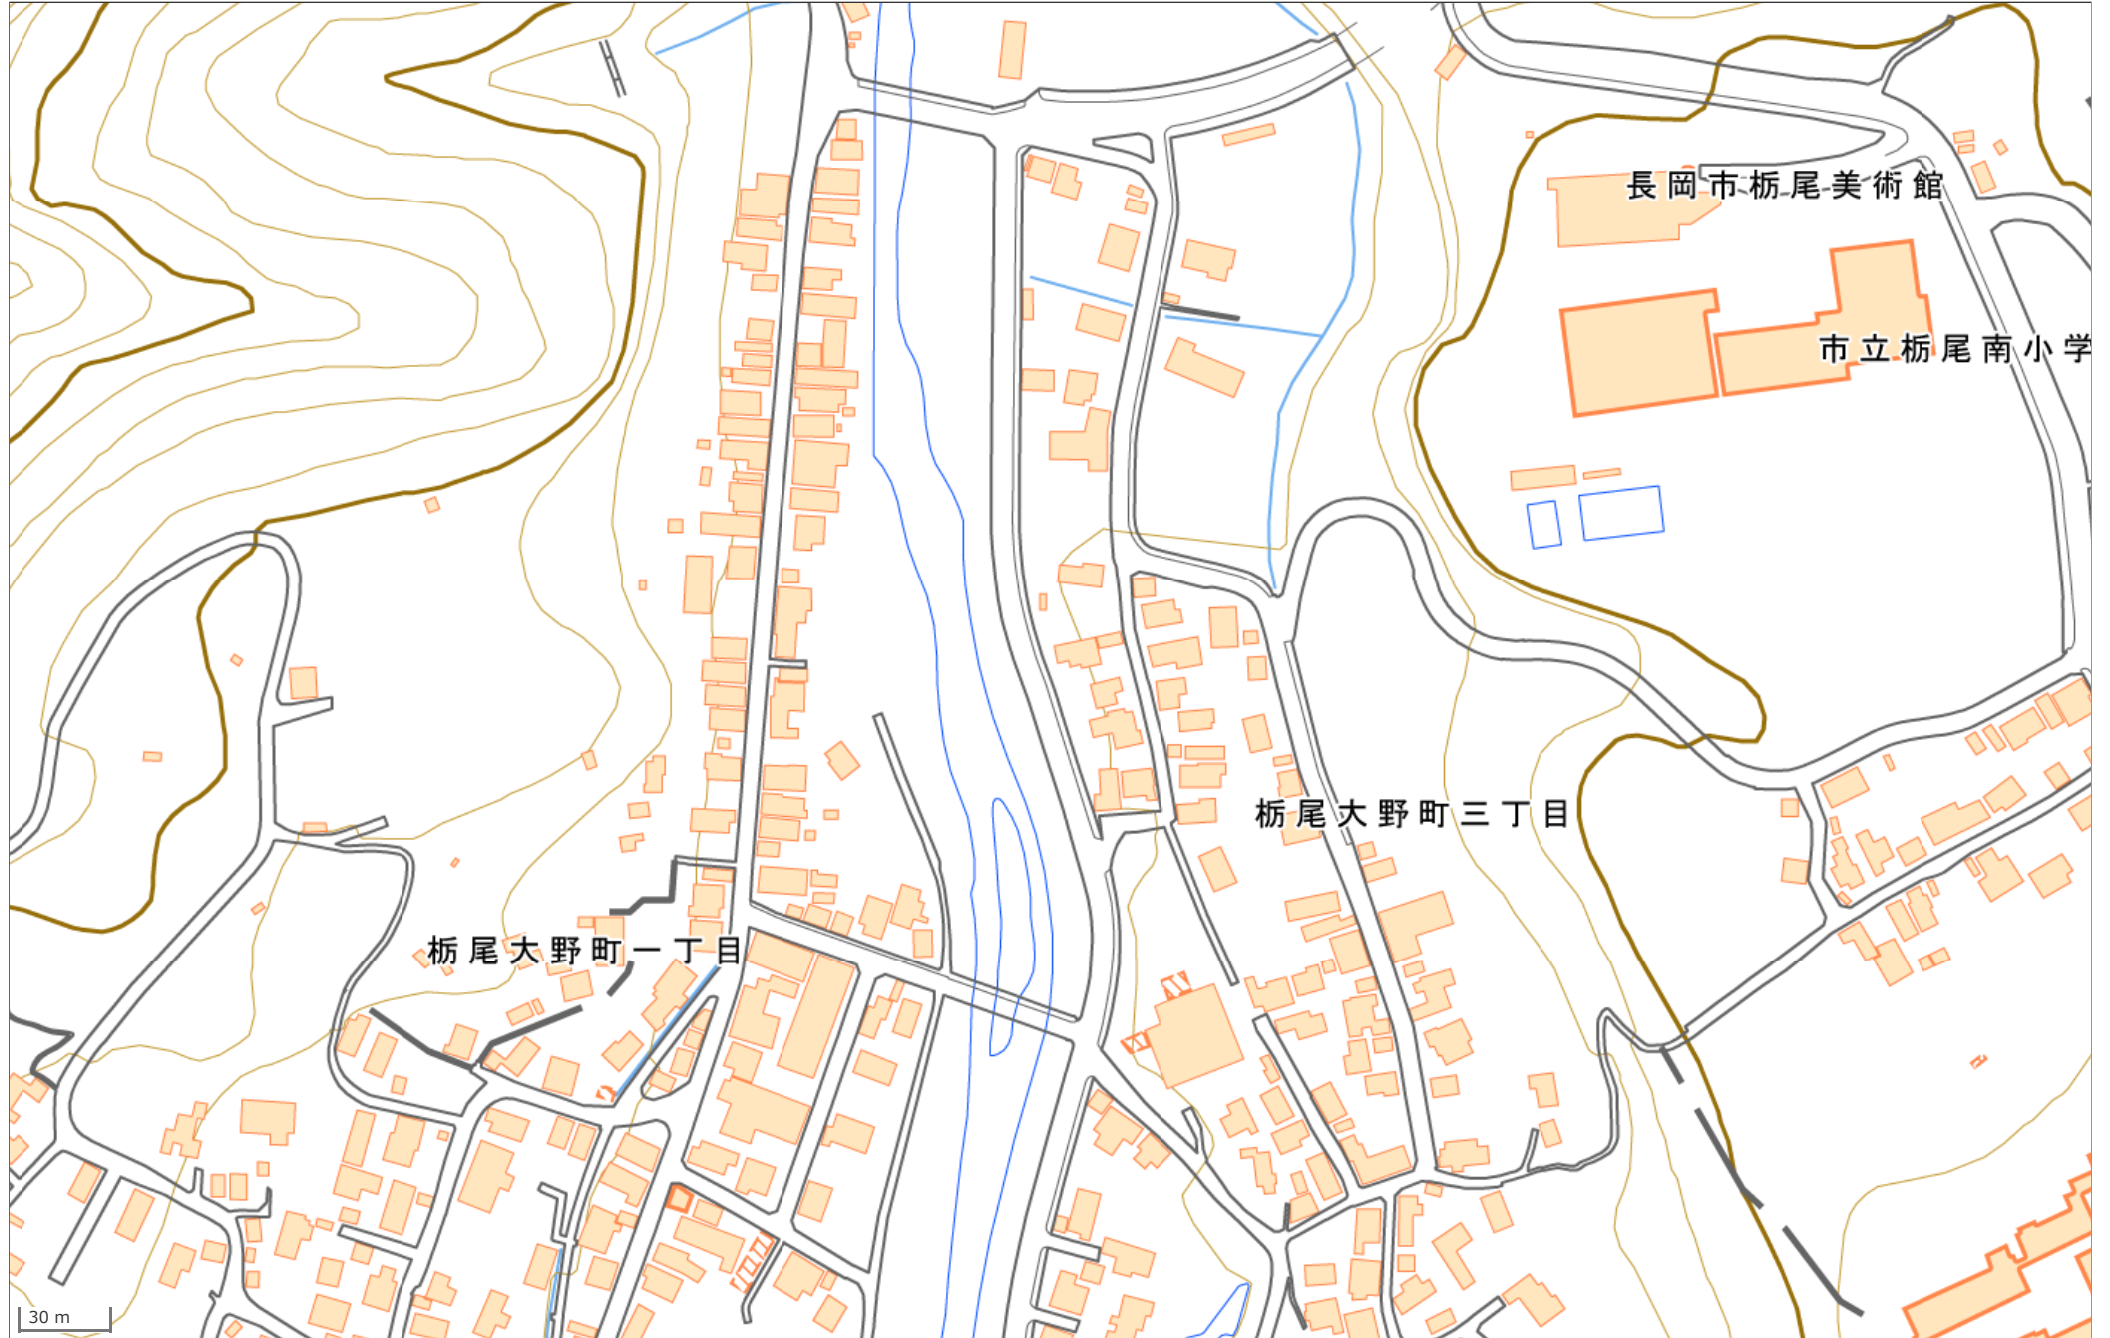 長岡市栃尾美術館
市立栃尾南小学
栃尾大野町三丁目
栃尾大野町一丁目
30 m